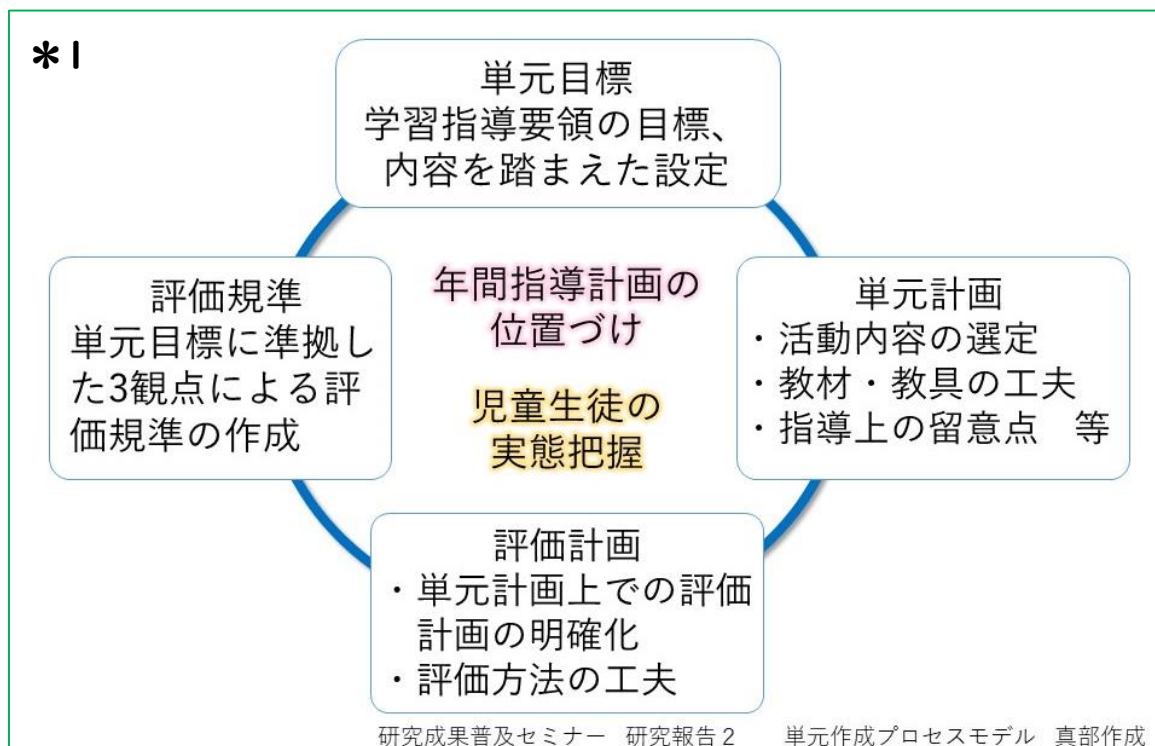 ＊1
単元目標
学習指導要領の目標、
内容を踏まえた設定
評価規準
単元目標に準拠し
た3観点による評
価規準の作成
年間指導計画の
位置づけ
児童生徒の
実態把握
単元計画
・活動内容の選定
・教材・教具の工夫
・指導上の留意点　等
評価計画
・単元計画上での評価
計画の明確化
・評価方法の工夫
研究成果普及セミナー　研究報告２　　単元作成プロセスモデル　真部作成